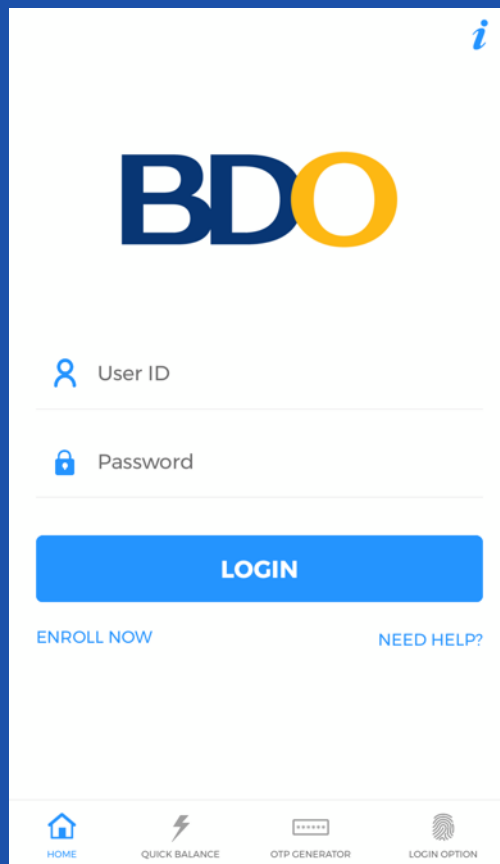 i
BDO
User ID
Password
LOGIN
ENROLL NOW
NEED HELP?
HOME
QUICK BALANCE
OTP GENERATOR
LOGIN OPTION